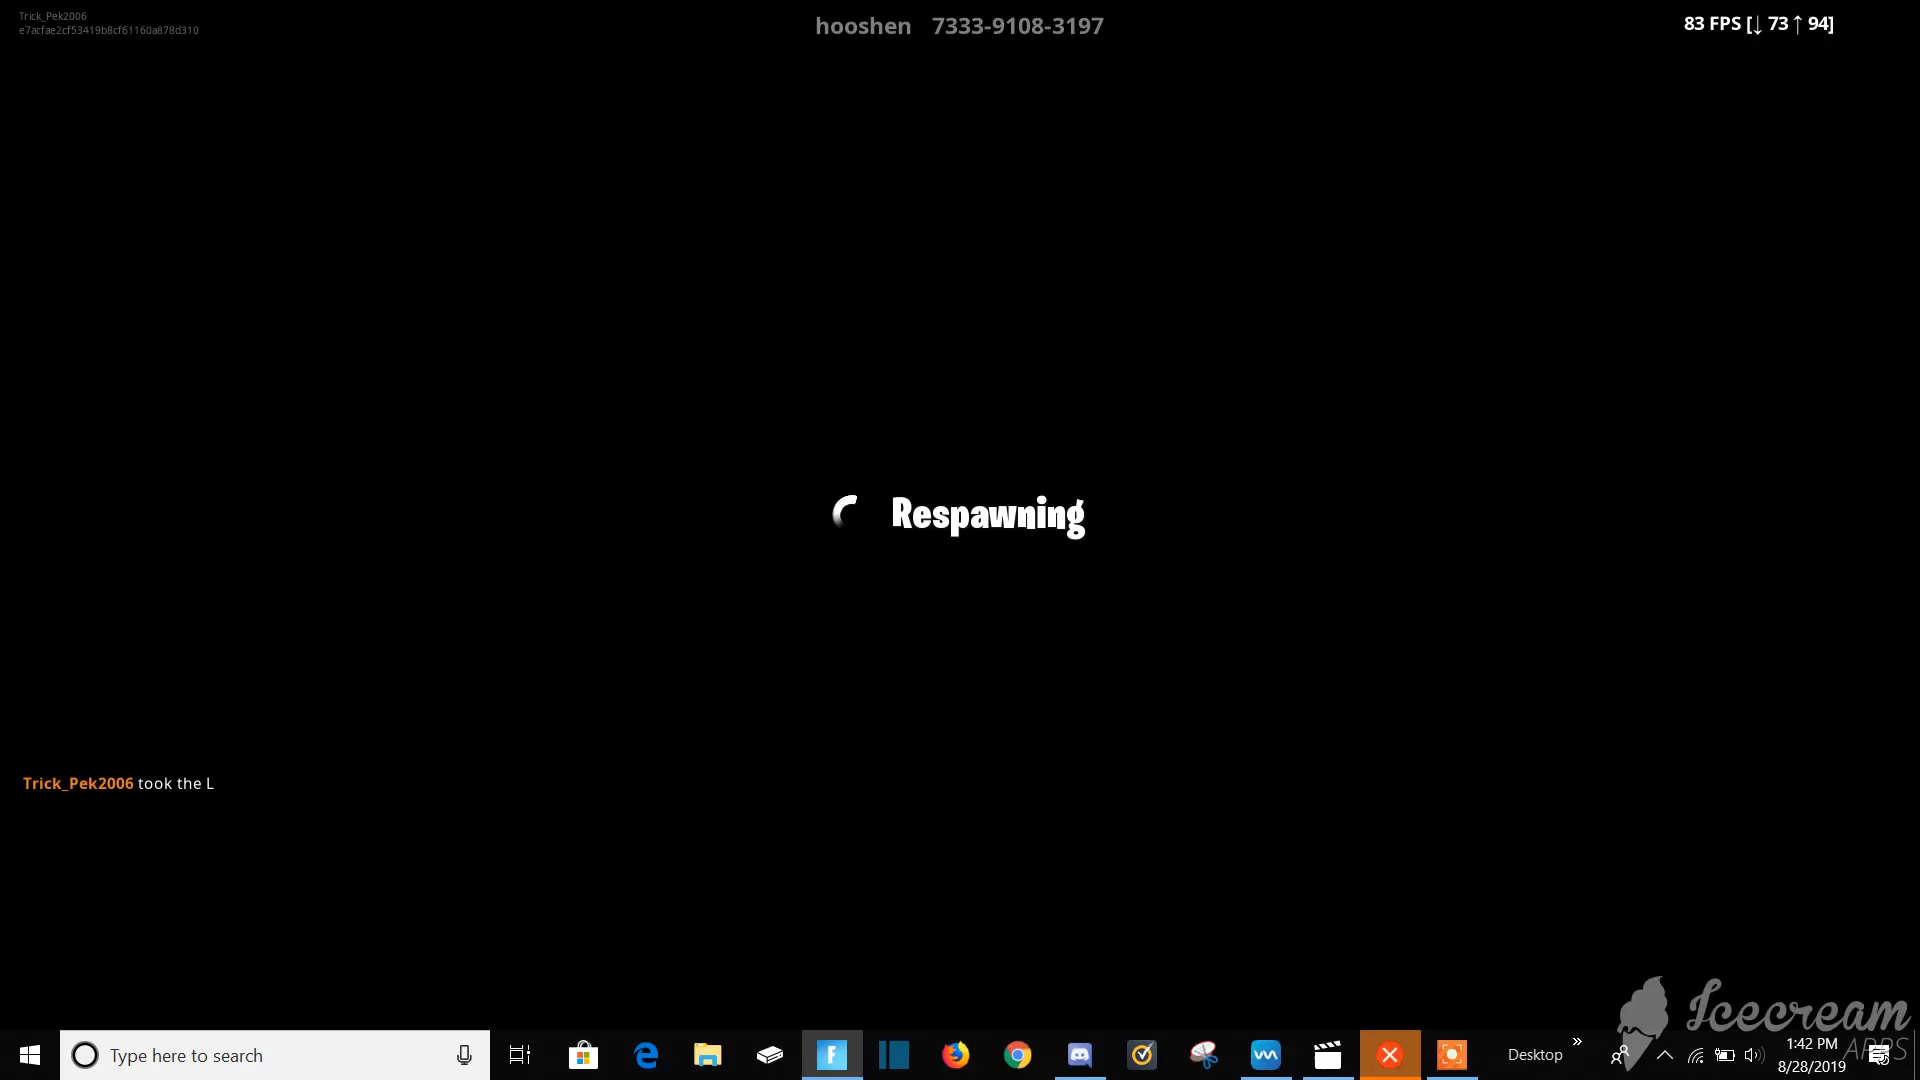 Trick_Pek2006
e7acfae2cf53419b8cf61160a878d310
hooshen 7333-9108-3197
83 FPS [↓ 73 ↑ 94]
Respawning
Trick_Pek2006 took the L
Icecream
APPS
Type here to search
F
Desktop
1:42 PM
8/28/2019